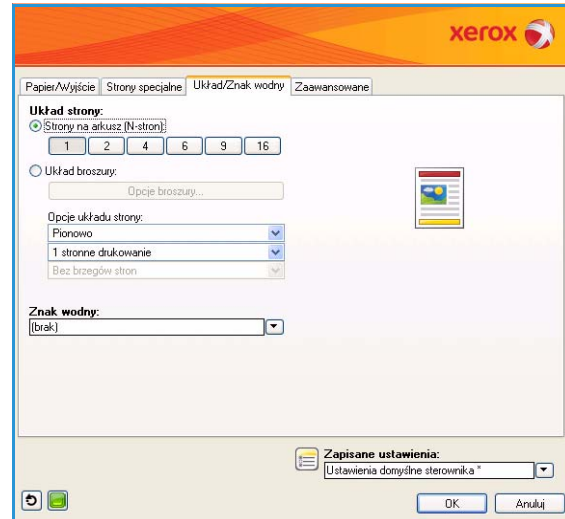 xerox
Papier/Wyjście Strony specjalne Układ/Znak wodny Zaawansowane
Układ strony:
Strony na arkusz (N-stron):
1 2 4 6 9 16
Układ broszury:
Opcje broszury...
Opcje układu strony:
Pionowo
1 stronne drukowanie
Bez brzegów stron
Znak wodny:
(brak)
Zapisane ustawienia:
Ustawienia domyślne sterownika *
OK Anuluj